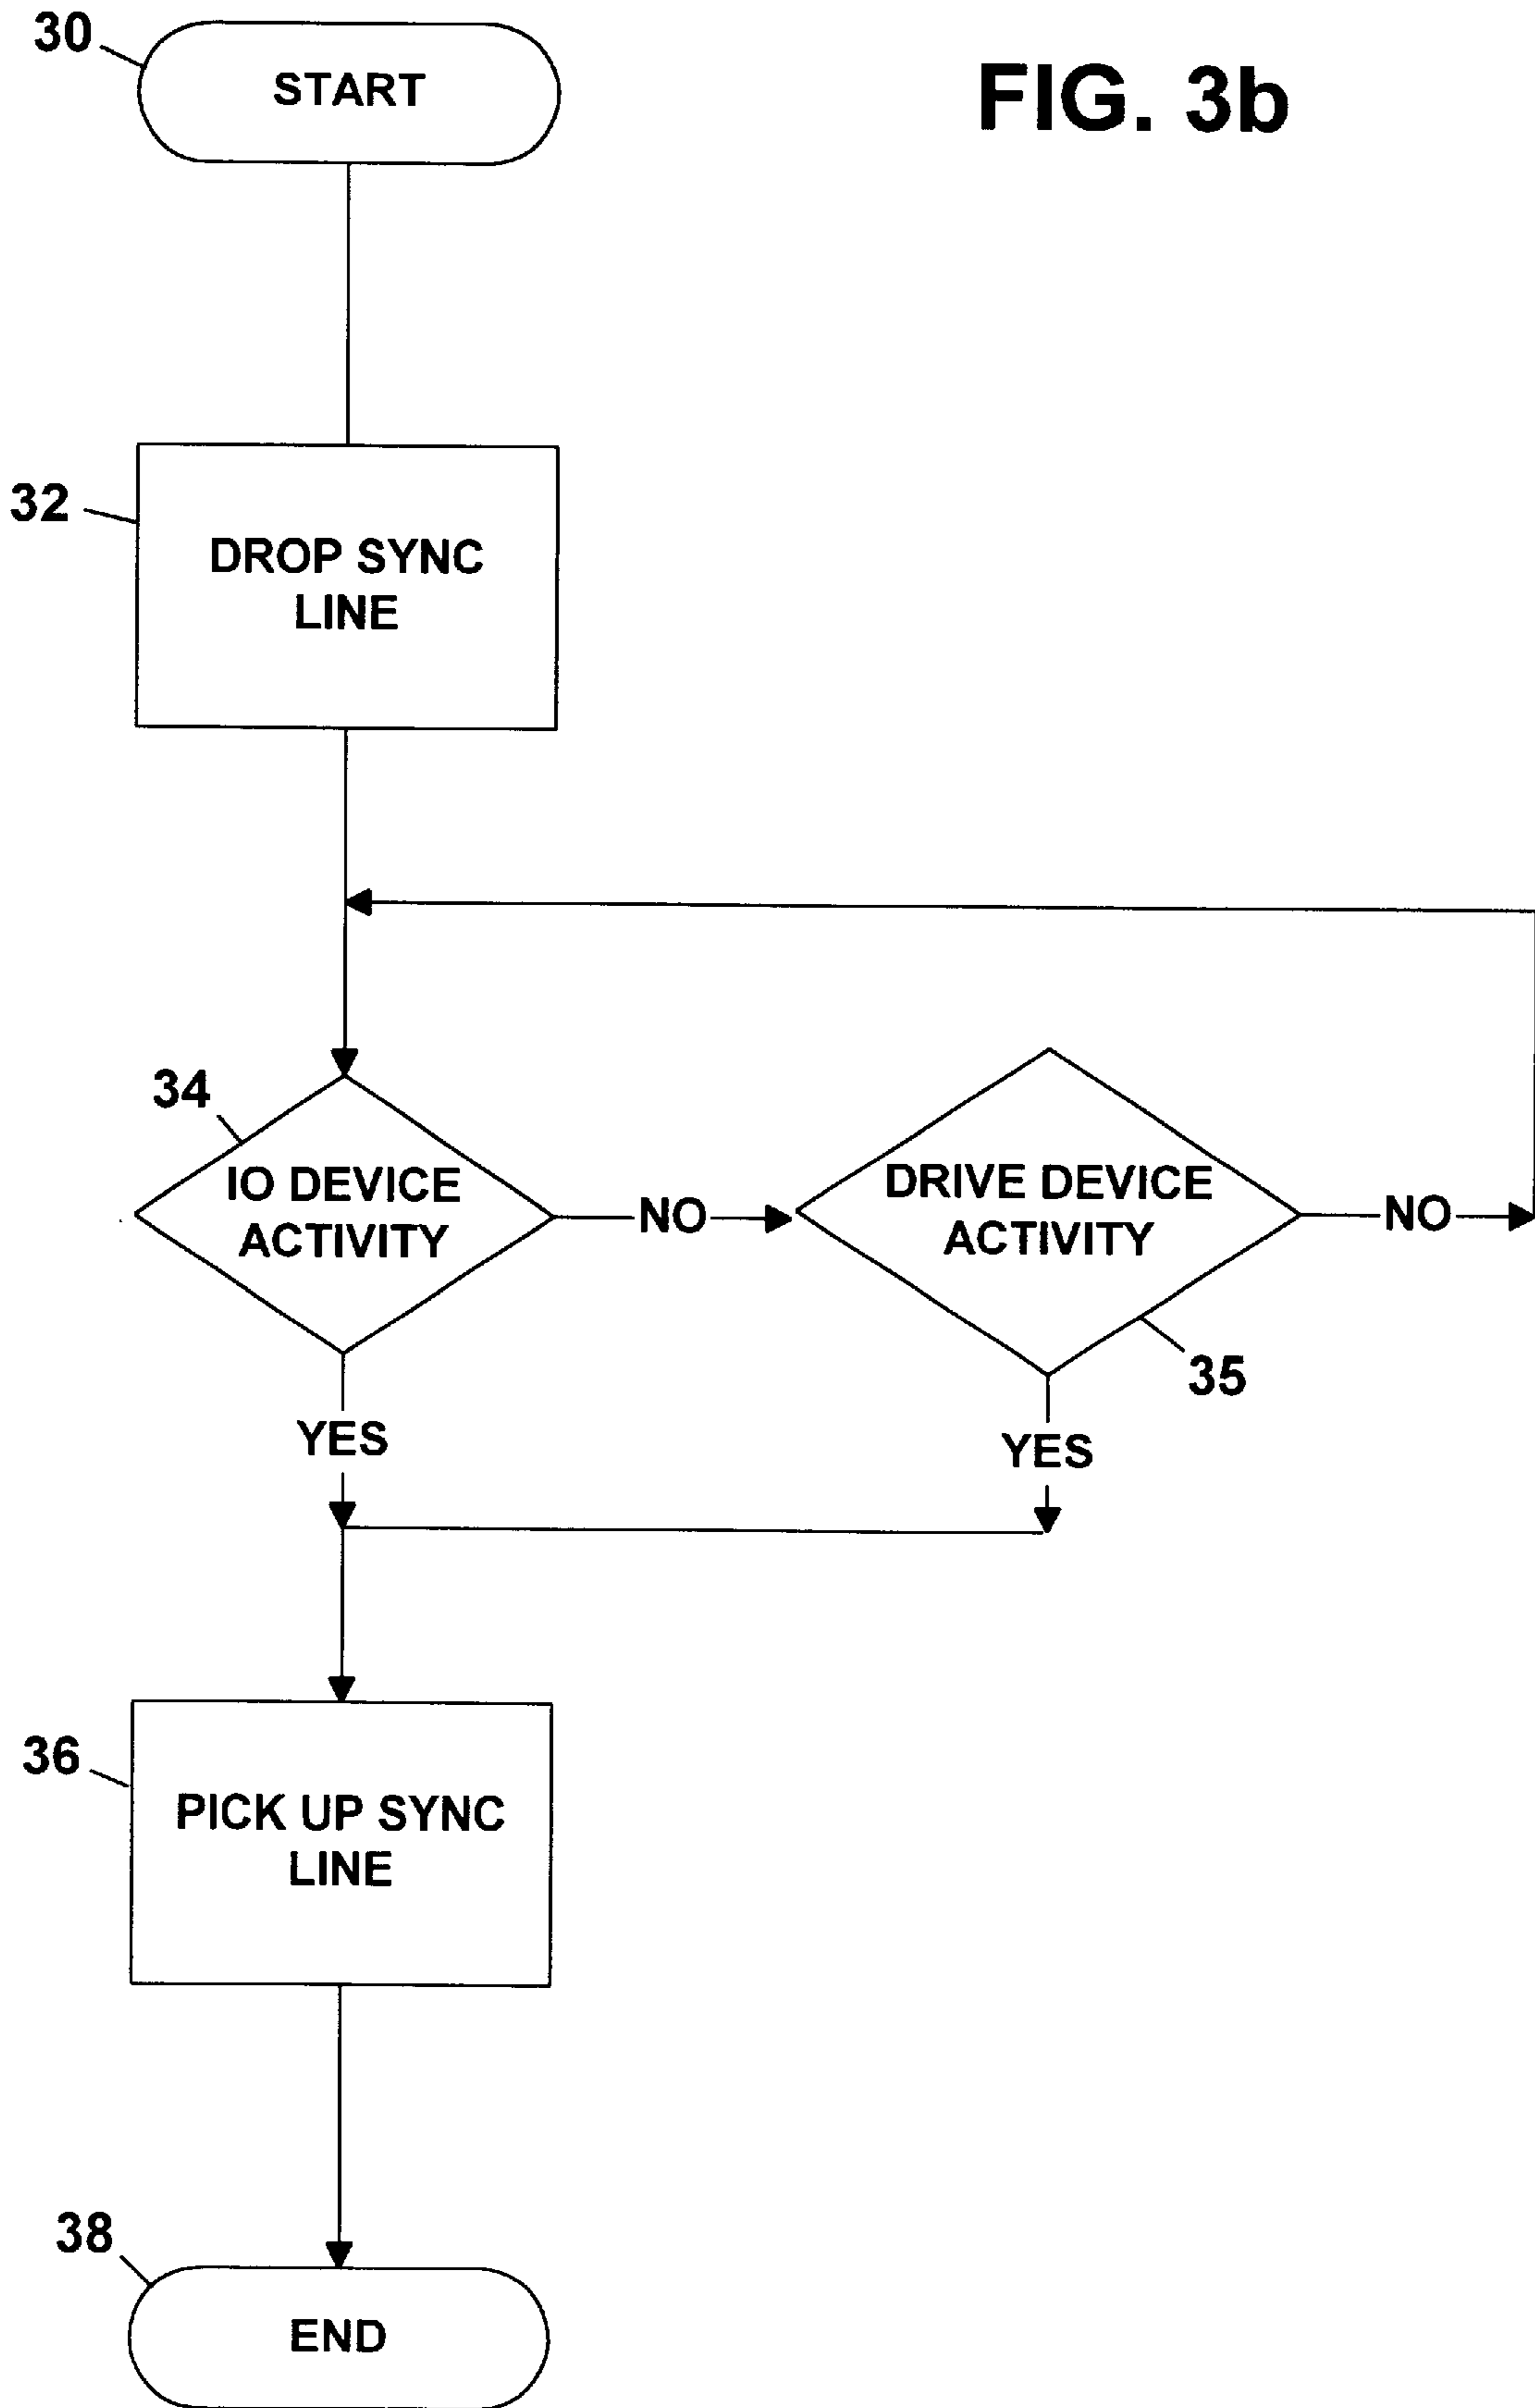 30
START
FIG. 3b
32
DROP SYNC
LINE
34
IO DEVICE
ACTIVITY
NO
DRIVE DEVICE
ACTIVITY
NO
35
YES
YES
36
PICK UP SYNC
LINE
38
END